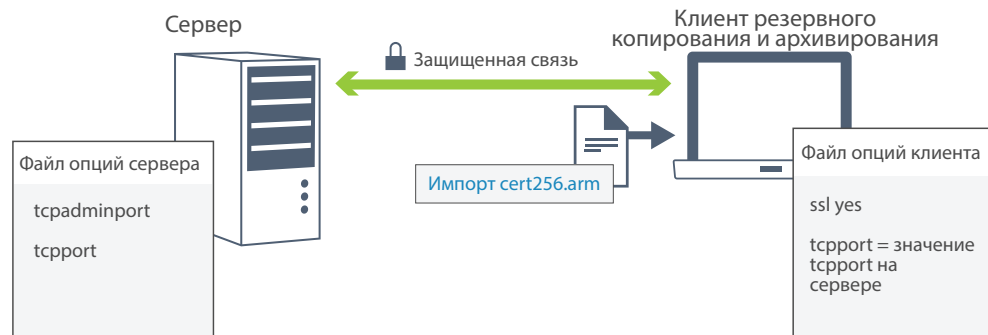 Сервер
Клиент резервного
копирования и архивирования
Защищенная связь
Импорт cert256.arm
Файл опций сервера
tcpadminport
tcpport
Файл опций клиента
ssl yes
tcpport = значение
tcpport на
сервере